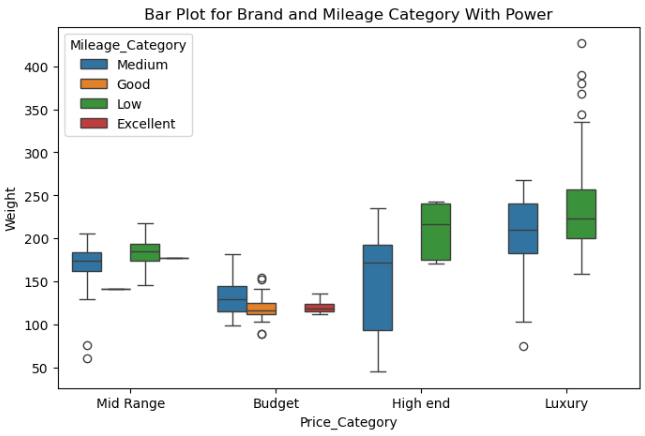 Bar Plot for Brand and Mileage Category With Power
Mileage_Category
Medium
Good
Low
Excellent
Weight
400
350
300
250
200
150
100
50
Mid Range
Budget
High end
Luxury
Price_Category